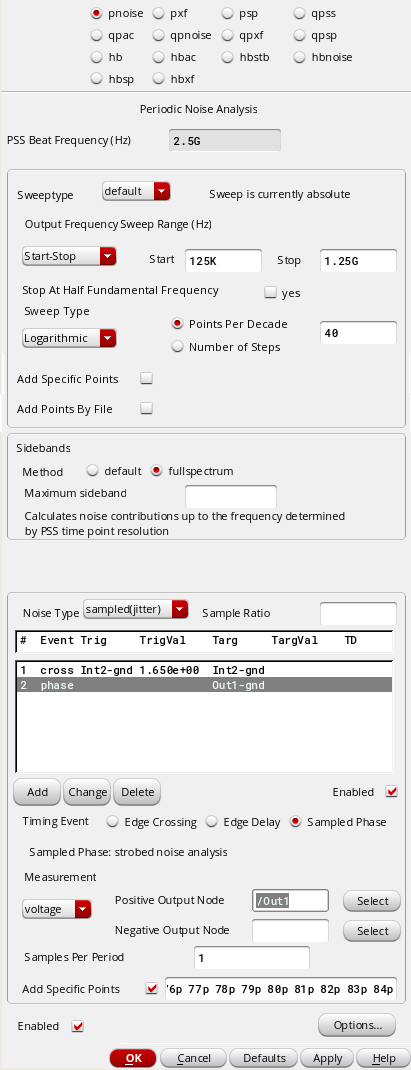 pnoise pxf psp qpss
qpac qpnoise qpxf qpsp
hb hbac hbstb hbnoise
hbsp hbxf
Periodic Noise Analysis
PSS Beat Frequency (Hz) 2.5G
Sweeptype default Sweep is currently absolute
Output Frequency Sweep Range (Hz)
Start-Stop Start 125K Stop 1.25G
Stop At Half Fundamental Frequency yes
Sweep Type
Points Per Decade
Logarithmic 40
Number of Steps
Add Specific Points
Add Points By File
Sidebands
Method default fullspectrum
Maximum sideband
Calculates noise contributions up to the frequency determined
by PSS time point resolution
Noise Type sampled(jitter) Sample Ratio
# Event Trig TrigVal Targ TargVal TD
1 cross Int2-gnd 1.650e+00 Int2-gnd
2 phase Out1-gnd
Add Change Delete Enabled
Timing Event Edge Crossing Edge Delay Sampled Phase
Sampled Phase: strobed noise analysis
Measurement
voltage Positive Output Node /Out1 Select
Negative Output Node Select
Samples Per Period 1
Add Specific Points 6p 77p 78p 79p 80p 81p 82p 83p 84p
Enabled Options...
OK Cancel Defaults Apply Help